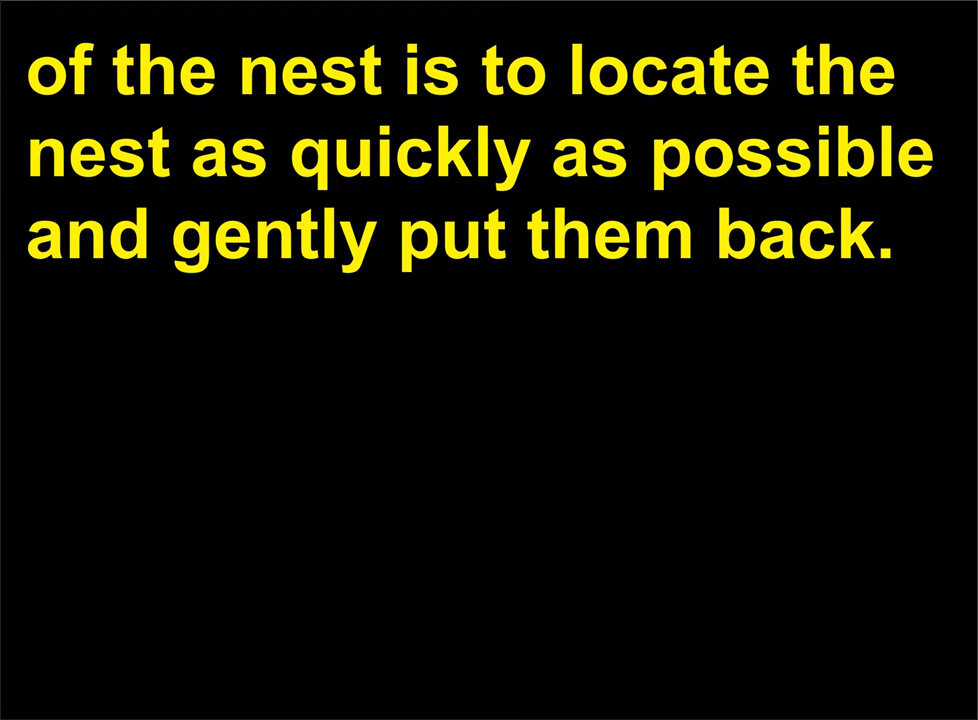 of the nest is to locate the
nest as quickly as possible
and gently put them back.